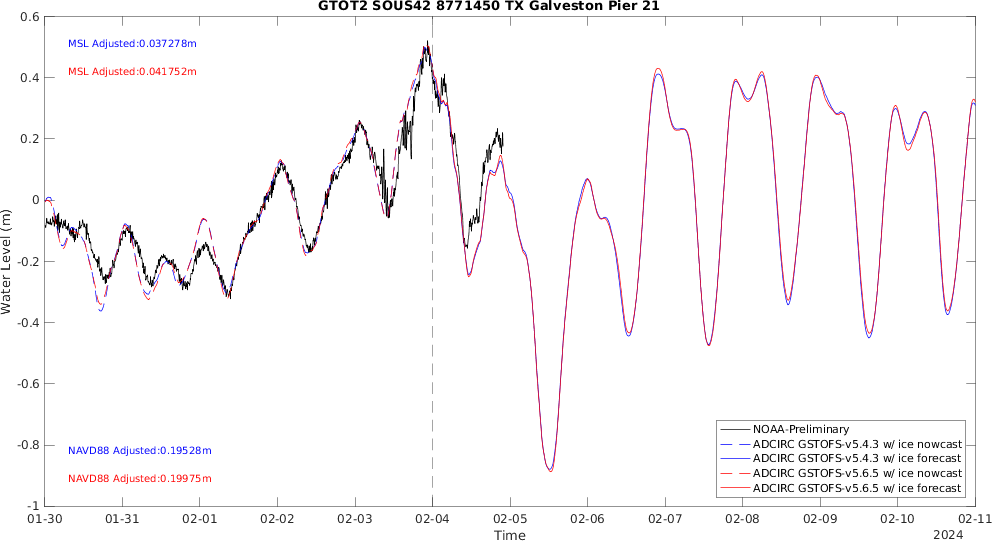 GTOT2 SOUS42 8771450 TX Galveston Pier 21
MSL Adjusted:0.037278m
MSL Adjusted:0.041752m
NAVD88 Adjusted:0.19528m
NAVD88 Adjusted:0.19975m
Water Level (m)
0.6
0.4
0.2
0
-0.2
-0.4
-0.6
-0.8
-1
NOAA-Preliminary
ADCIRC GSTOFS-v5.4.3 w/ ice nowcast
ADCIRC GSTOFS-v5.4.3 w/ ice forecast
ADCIRC GSTOFS-v5.6.5 w/ ice nowcast
ADCIRC GSTOFS-v5.6.5 w/ ice forecast
01-30 01-31 02-01 02-02 02-03 02-04 02-05 02-06 02-07 02-08 02-09 02-10 02-11
Time
2024